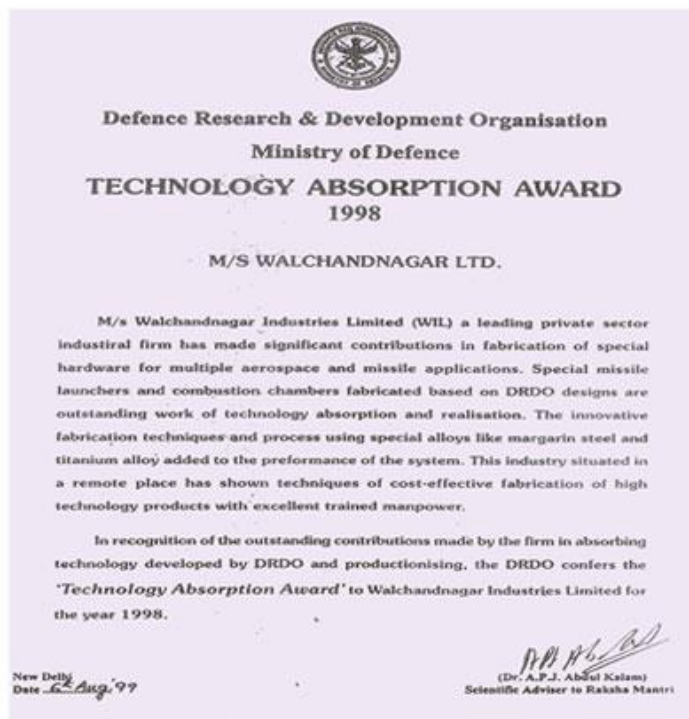 Defence Research & Development Organisation
Ministry of Defence
TECHNOLOGY ABSORPTION AWARD
1998
M/S WALCHANDNAGAR LTD.
M/s Walchandnagar Industries Limited (WIL) a leading private sector
industiral firm has made significant contributions in fabrication of special
hardware for multiple aerospace and missile applications. Special missile
launchers and combustion chambers fabricated based on DRDO designs are
outstanding work of technology absorption and realisation. The innovative
fabrication techniques and process using special alloys like margarin steel and
titanium alloy added to the preformance of the system. This industry situated in
a remote place has shown techniques of cost-effective fabrication of high
technology products with excellent trained manpower.
In recognition of the outstanding contributions made by the firm in absorbing
technology developed by DRDO and productionising, the DRDO confers the
'Technology Absorption Award' to Walchandnagar Industries Limited for
the year 1998.
New Delhi
Date 6th Aug '99
(Dr. A.P.J. Abdul Kalam)
Scientific Adviser to Raksha Mantri